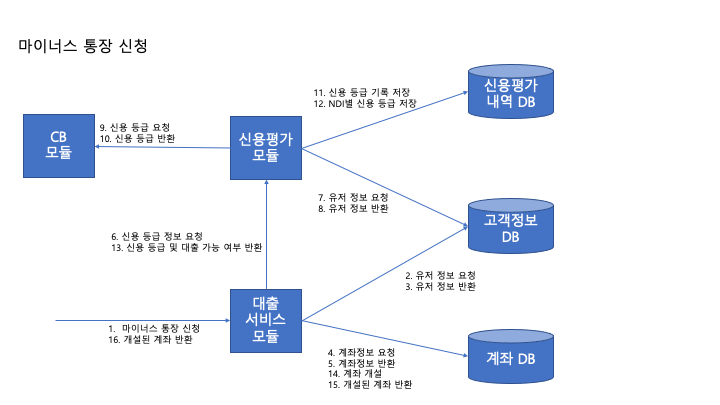 마이너스 통장 신청
11. 신용 등급 기록 저장
12. NDI별 신용 등급 저장
신용평가
내역 DB
CB
모듈
9. 신용 등급 요청
10. 신용 등급 반환
신용평가
모듈
7. 유저 정보 요청
8. 유저 정보 반환
고객정보
DB
6. 신용 등급 정보 요청
13. 신용 등급 및 대출 가능 여부 반환
2. 유저 정보 요청
3. 유저 정보 반환
대출
서비스
모듈
1. 마이너스 통장 신청
16. 개설된 계좌 반환
4. 계좌정보 요청
5. 계좌정보 반환
14. 계좌 개설
15. 개설된 계좌 반환
계좌 DB